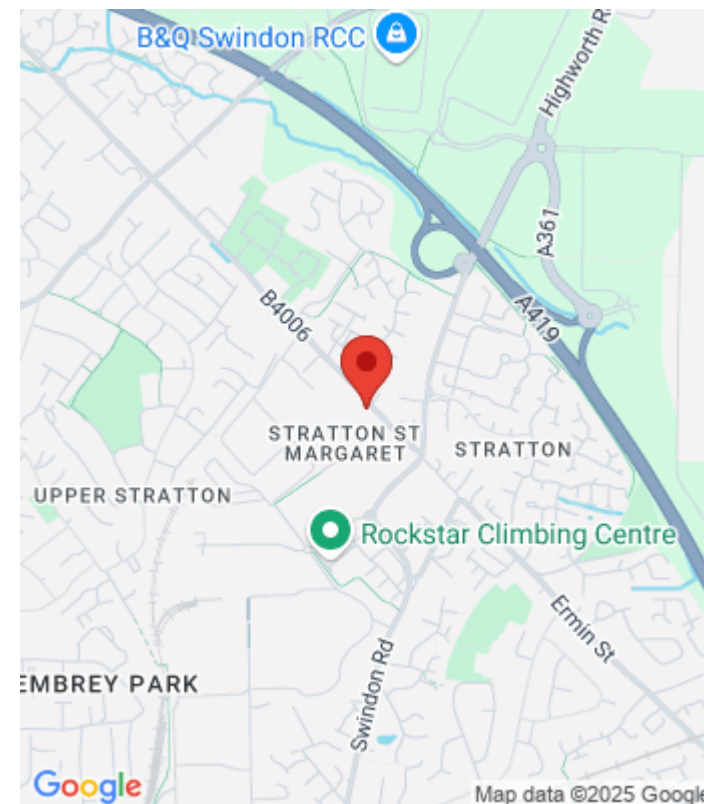 B&Q Swindon RCC
Highworth R
A361
A419
B4006
STRATTON ST
MARGARET
STRATTON
UPPER STRATTON
Rockstar Climbing Centre
Ermin St
Swindon Rd
EMBREY PARK
Google
Map data ©2025 Google